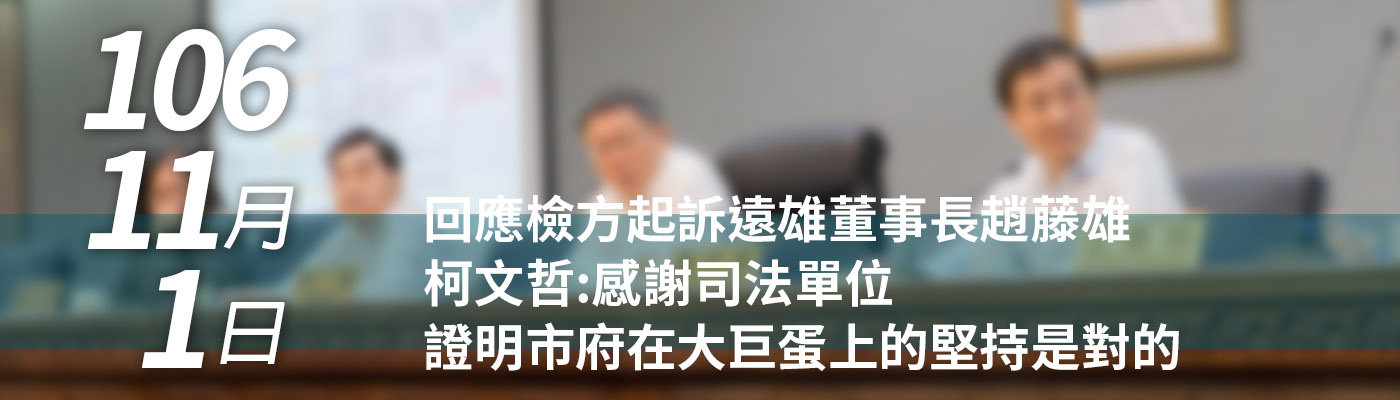 106
11月
1日
回應檢方起訴遠雄董事長趙藤雄
柯文哲:感謝司法單位
證明市府在大巨蛋上的堅持是對的